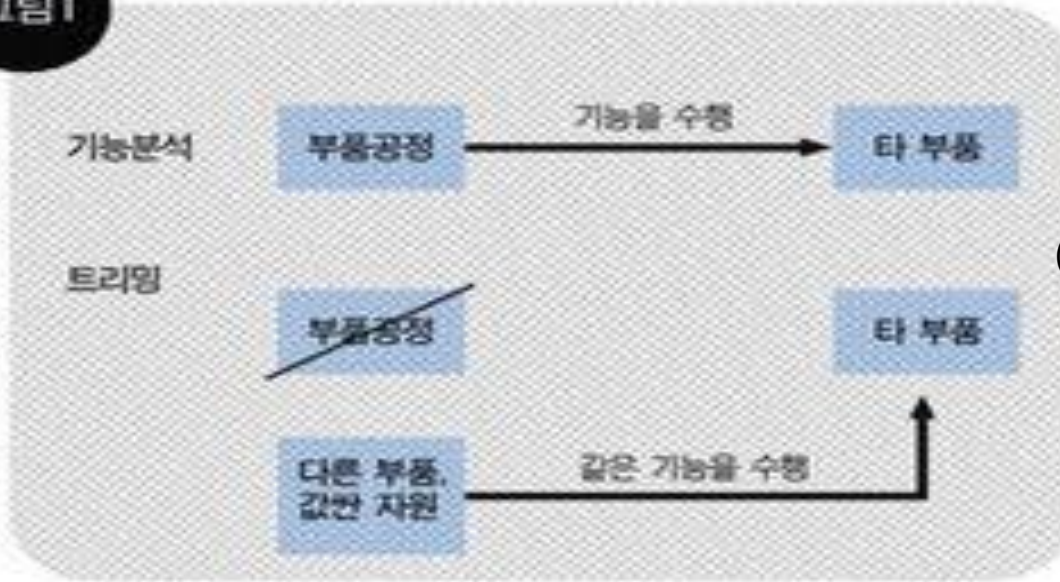 기능분석
부품공정
기능을 수행
타 부품
트리밍
부품공정
타 부품
다른 부품,
값싼 자원
같은 기능을 수행